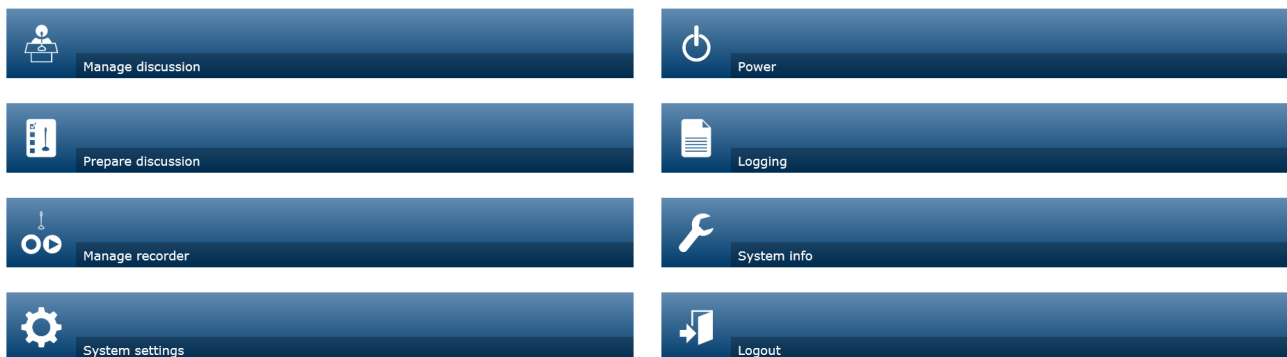 Manage discussion
Power
Prepare discussion
Logging
Manage recorder
System info
System settings
Logout